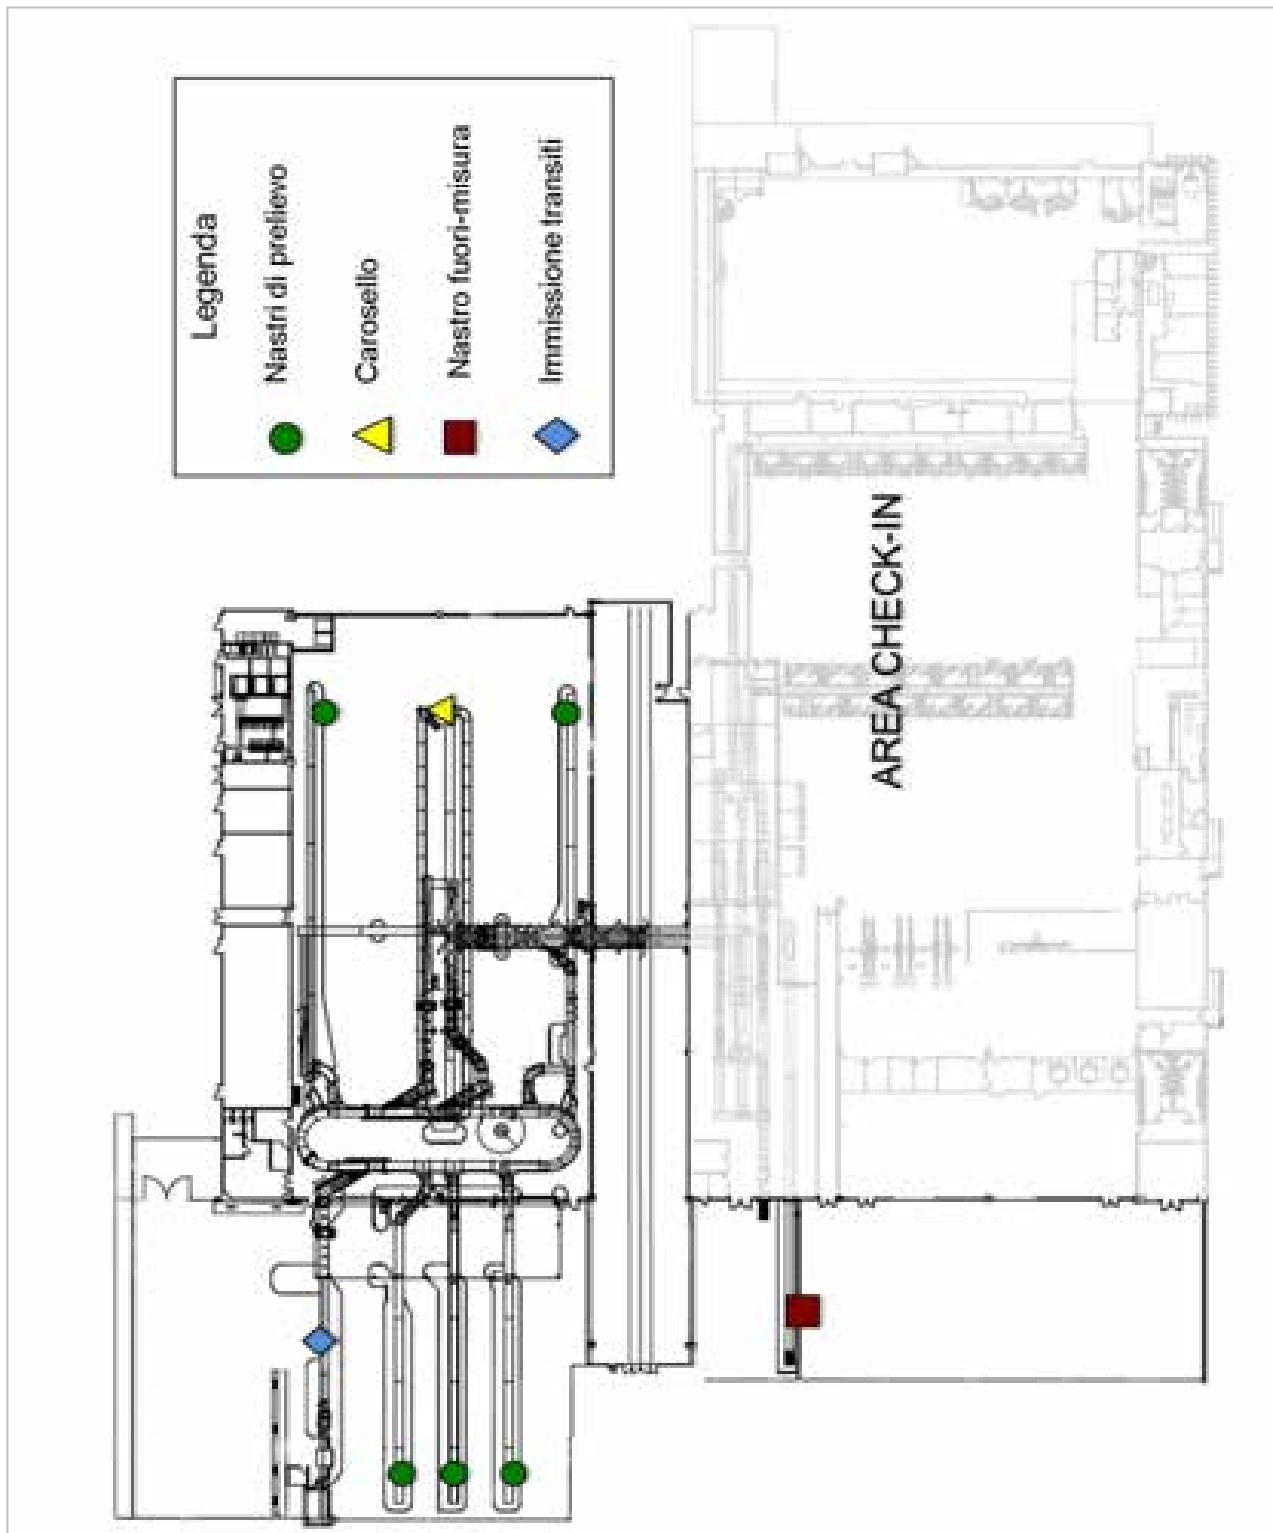 Legenda
Nastri di prelievo
Carosello
Nastro fuori-misura
Immissione transiti
AREA CHECK-IN